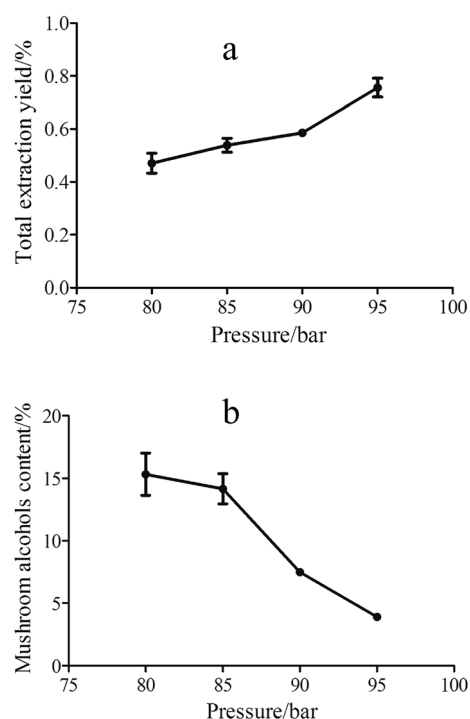 a
Total extraction yield/%
1.0
0.8
0.6
0.4
0.2
0.0
75 80 85 90 95 100
Pressure/bar
b
Mushroom alcohols content/%
20
15
10
5
0
75 80 85 90 95 100
Pressure/bar